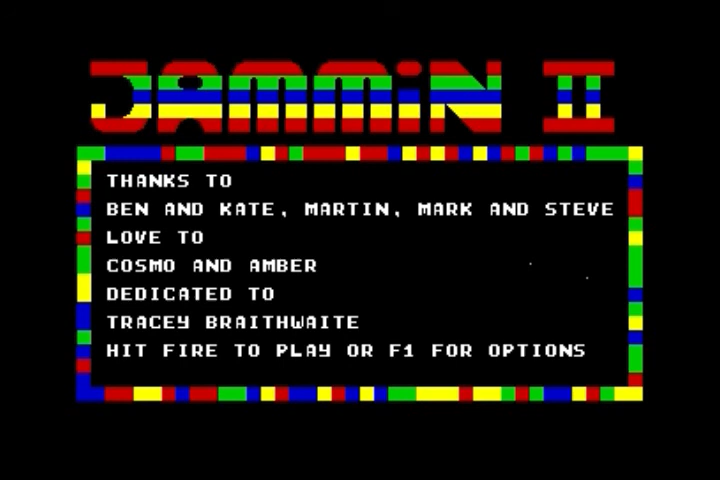 JAMMiN II
THANKS TO
BEN AND KATE, MARTIN, MARK AND STEVE
LOVE TO
COSMO AND AMBER
DEDICATED TO
TRACEY BRAITHWAITE
HIT FIRE TO PLAY OR F1 FOR OPTIONS